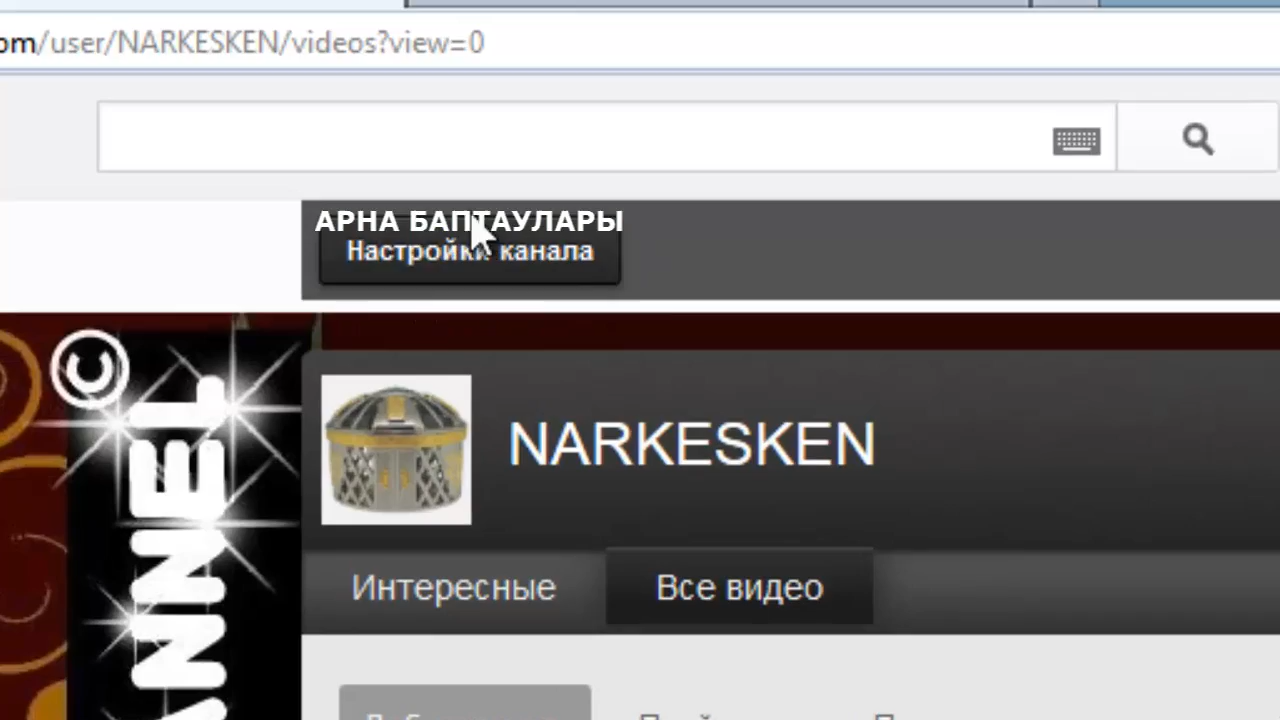 om/user/NARKESKEN/videos?view=0
АРНА БАПТАУЛАРЫ
Настройки канала
©
NARKESKEN
Интересные
Все видео